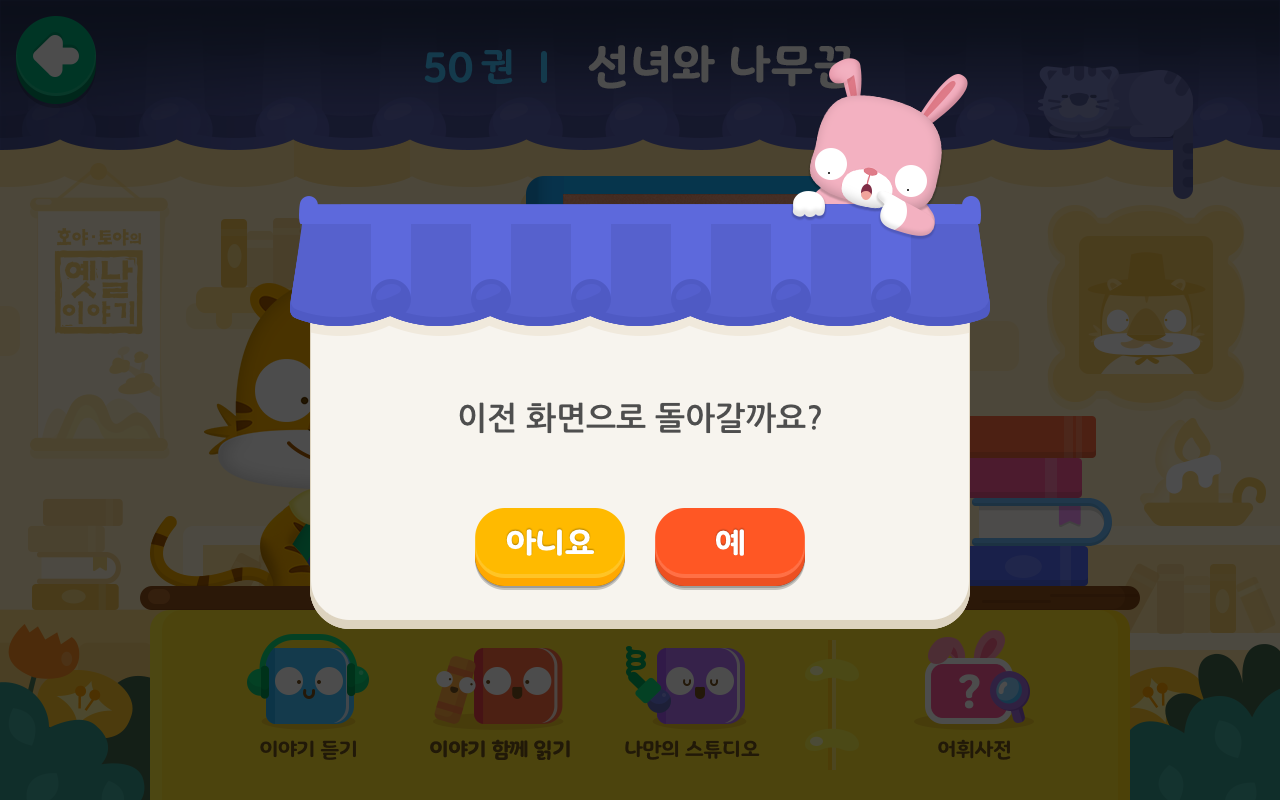 50 권 | 선녀와 나무꾼
호야·토야의
옛날
이야기
이전 화면으로 돌아갈까요?
아니요
예
?
이야기 듣기
이야기 함께 읽기
나만의 스튜디오
어휘사전